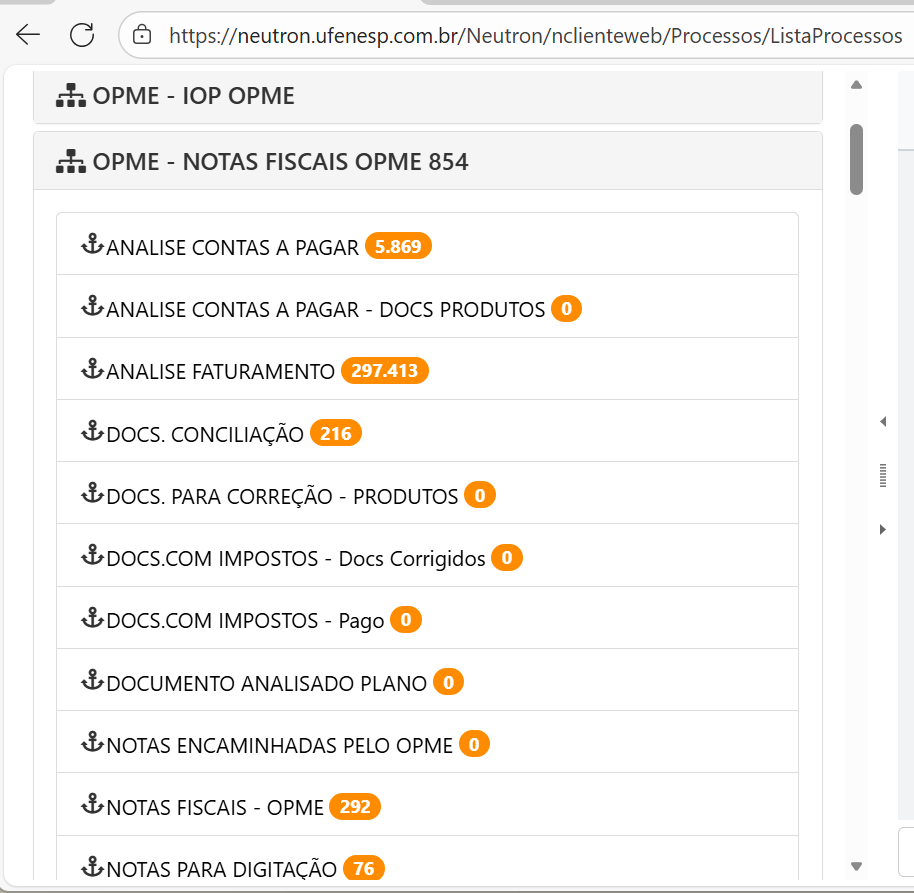 https://neutron.ufenesp.com.br/Neutron/nclienteweb/Processos/ListaProcessos
OPME - IOP OPME
OPME - NOTAS FISCAIS OPME 854
ANALISE CONTAS A PAGAR 5.869
ANALISE CONTAS A PAGAR - DOCS PRODUTOS 0
ANALISE FATURAMENTO 297.413
DOCS. CONCILIAÇÃO 216
DOCS. PARA CORREÇÃO - PRODUTOS 0
DOCS.COM IMPOSTOS - Docs Corrigidos 0
DOCS.COM IMPOSTOS - Pago 0
DOCUMENTO ANALISADO PLANO 0
NOTAS ENCAMINHADAS PELO OPME 0
NOTAS FISCAIS - OPME 292
NOTAS PARA DIGITAÇÃO 76